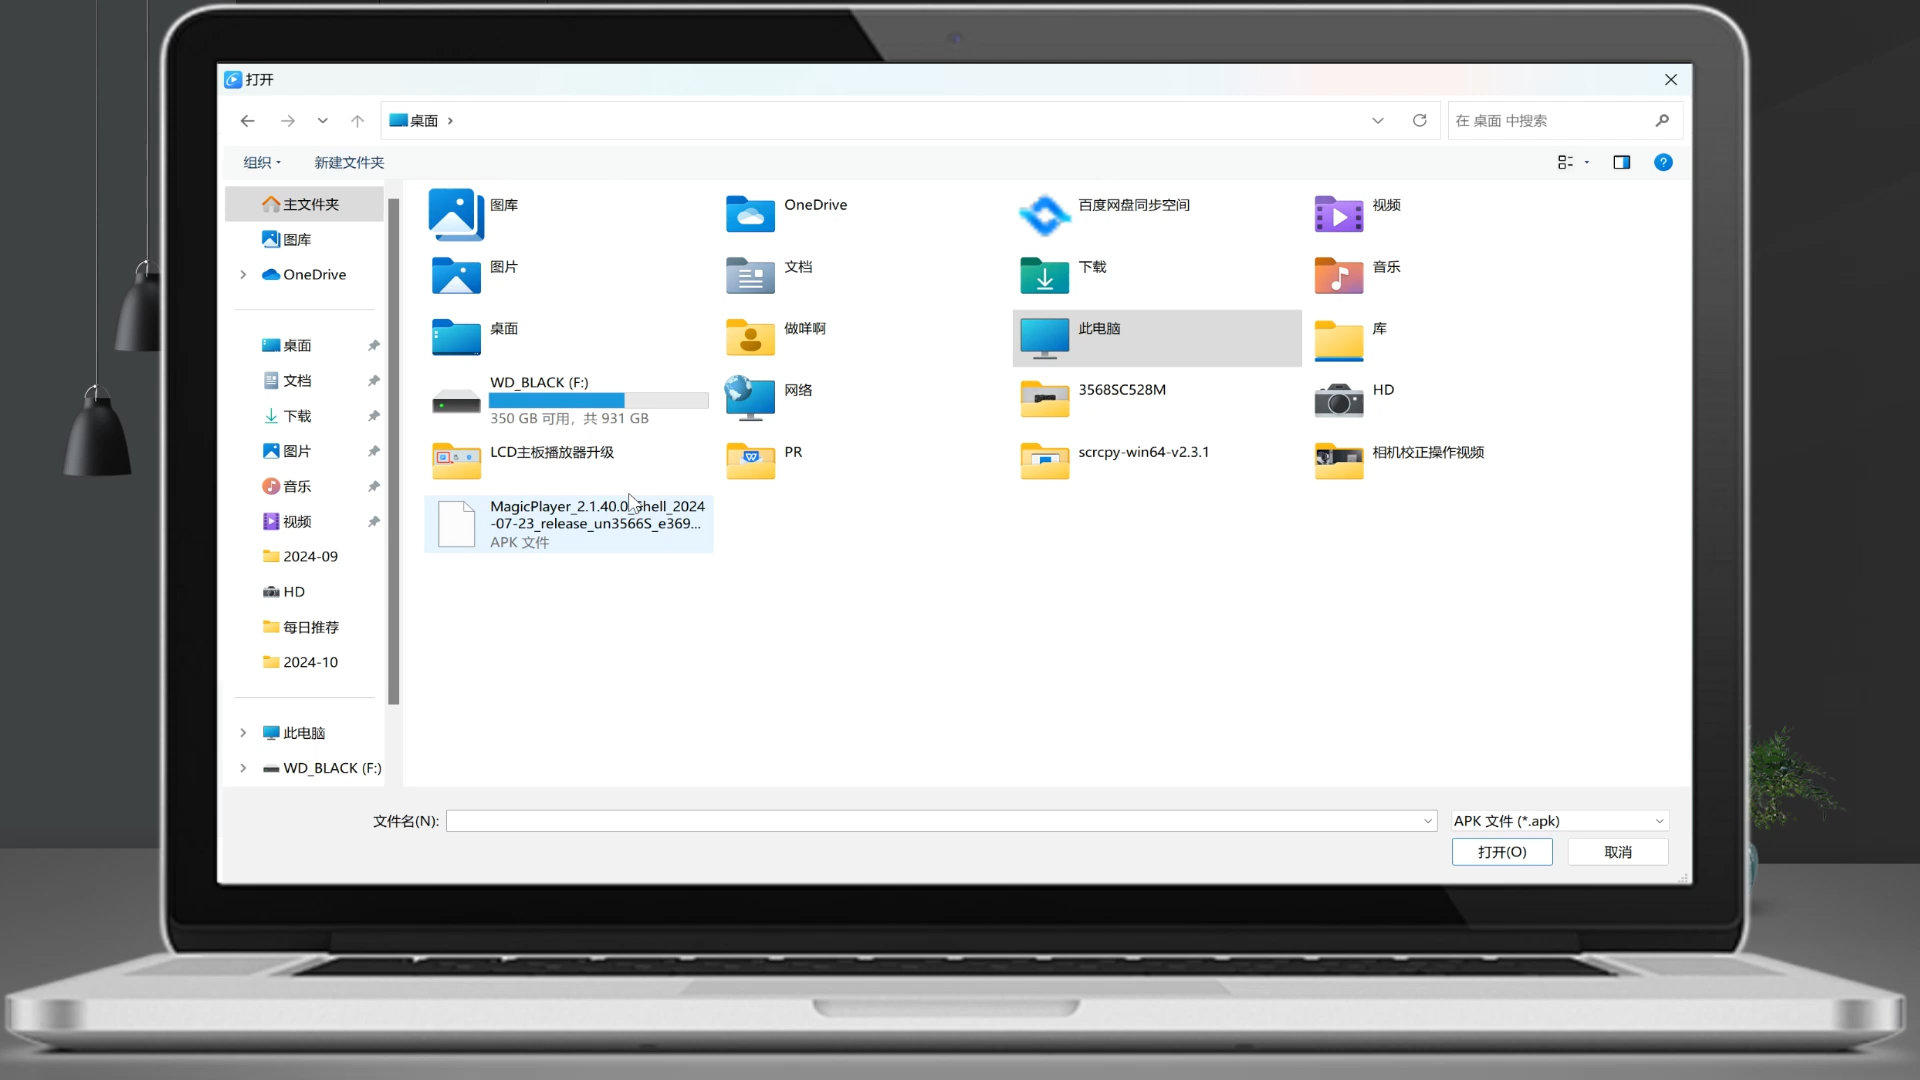 打开
桌面
在 桌面 中搜索
组织
新建文件夹
主文件夹
图库
OneDrive
桌面
文档
下载
图片
音乐
视频
2024-09
HD
每日推荐
2024-10
此电脑
WD_BLACK (F:)
图库
OneDrive
百度网盘同步空间
视频
图片
文档
下载
音乐
桌面
做咩啊
此电脑
库
WD_BLACK (F:)
350 GB 可用，共 931 GB
网络
3568SC528M
HD
LCD主板播放器升级
PR
scrcpy-win64-v2.3.1
相机校正操作视频
MagicPlayer_2.1.40.0_Shell_2024
-07-23_release_un3566S_e369...
APK 文件
文件名(N):
APK 文件 (*.apk)
打开(O)
取消